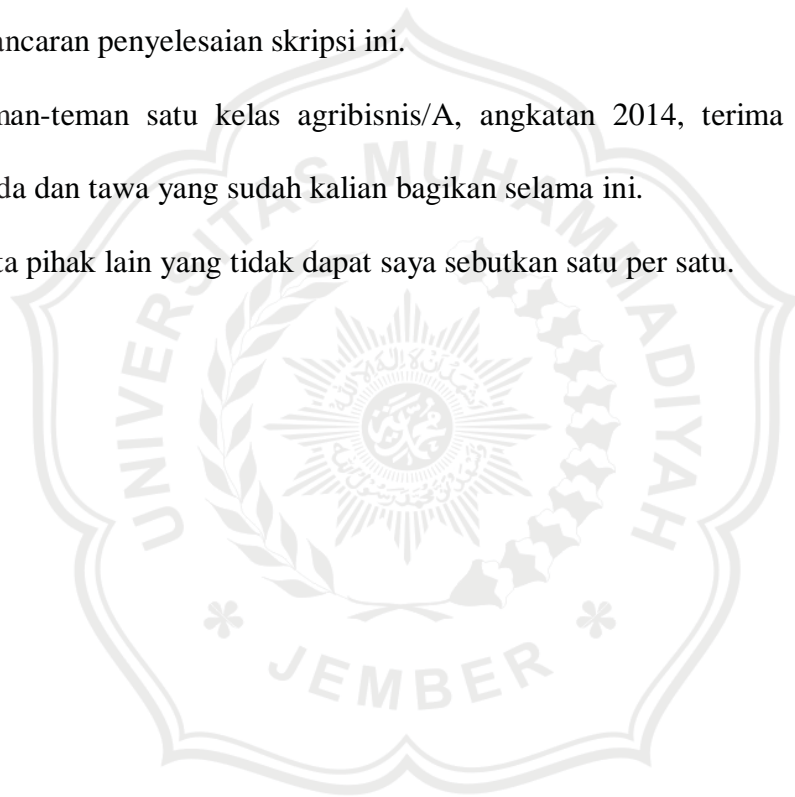 ancaran penyelesaian skripsi ini.
man-teman satu kelas agribisnis/A, angkatan 2014, terima
da dan tawa yang sudah kalian bagikan selama ini.
ta pihak lain yang tidak dapat saya sebutkan satu per satu.
UNIVERSITAS MUHAMMADIYAH
JEMBER